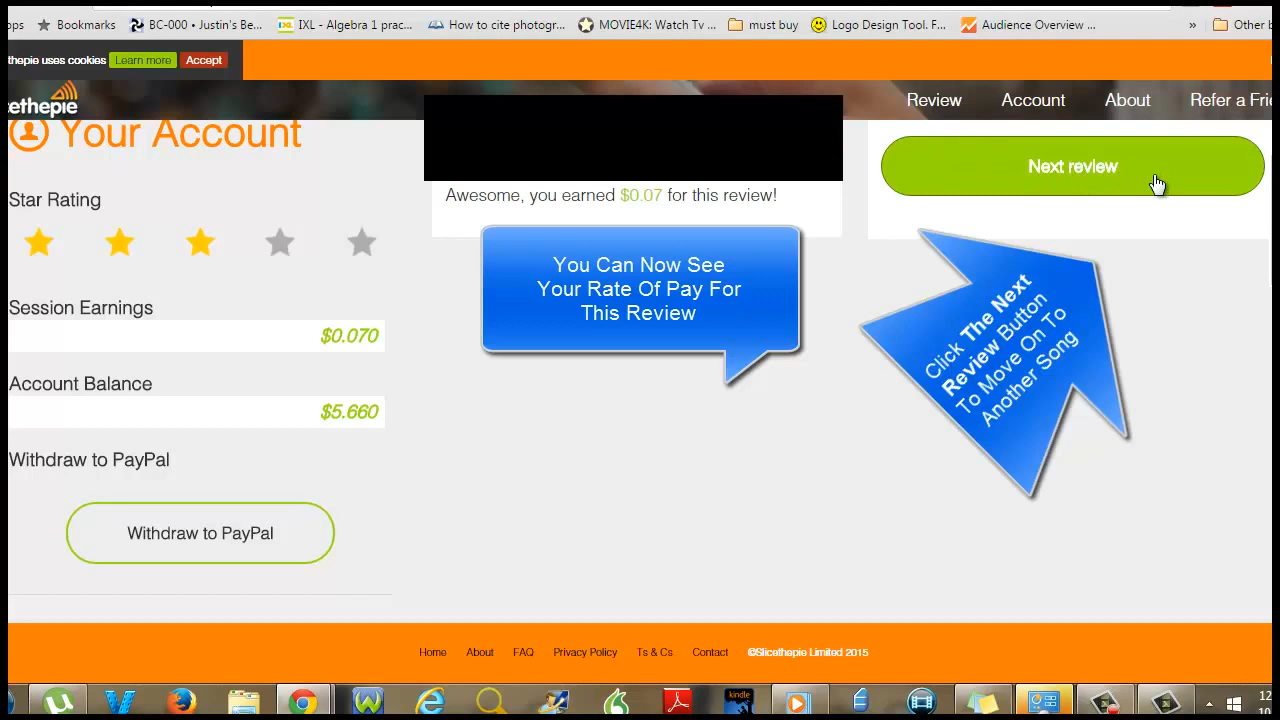 ops
Bookmarks
BC-000 • Justin's Be...
IXL - Algebra 1 prac...
How to cite photogr...
MOVIE4K: Watch Tv ...
must buy
Logo Design Tool. F...
Audience Overview ...
»
Other b
thepie uses cookies
Learn more
Accept
cethepie
Review
Account
About
Refer a Frie
Your Account
Next review
Star Rating
Awesome, you earned $0.07 for this review!
You Can Now See
Your Rate Of Pay For
This Review
Click The Next
Review Button
To Move On To
Another Song
Session Earnings
$0.070
Account Balance
$5.660
Withdraw to PayPal
Withdraw to PayPal
Home
About
FAQ
Privacy Policy
Ts & Cs
Contact
©Slicethepie Limited 2015
kindle
12
10